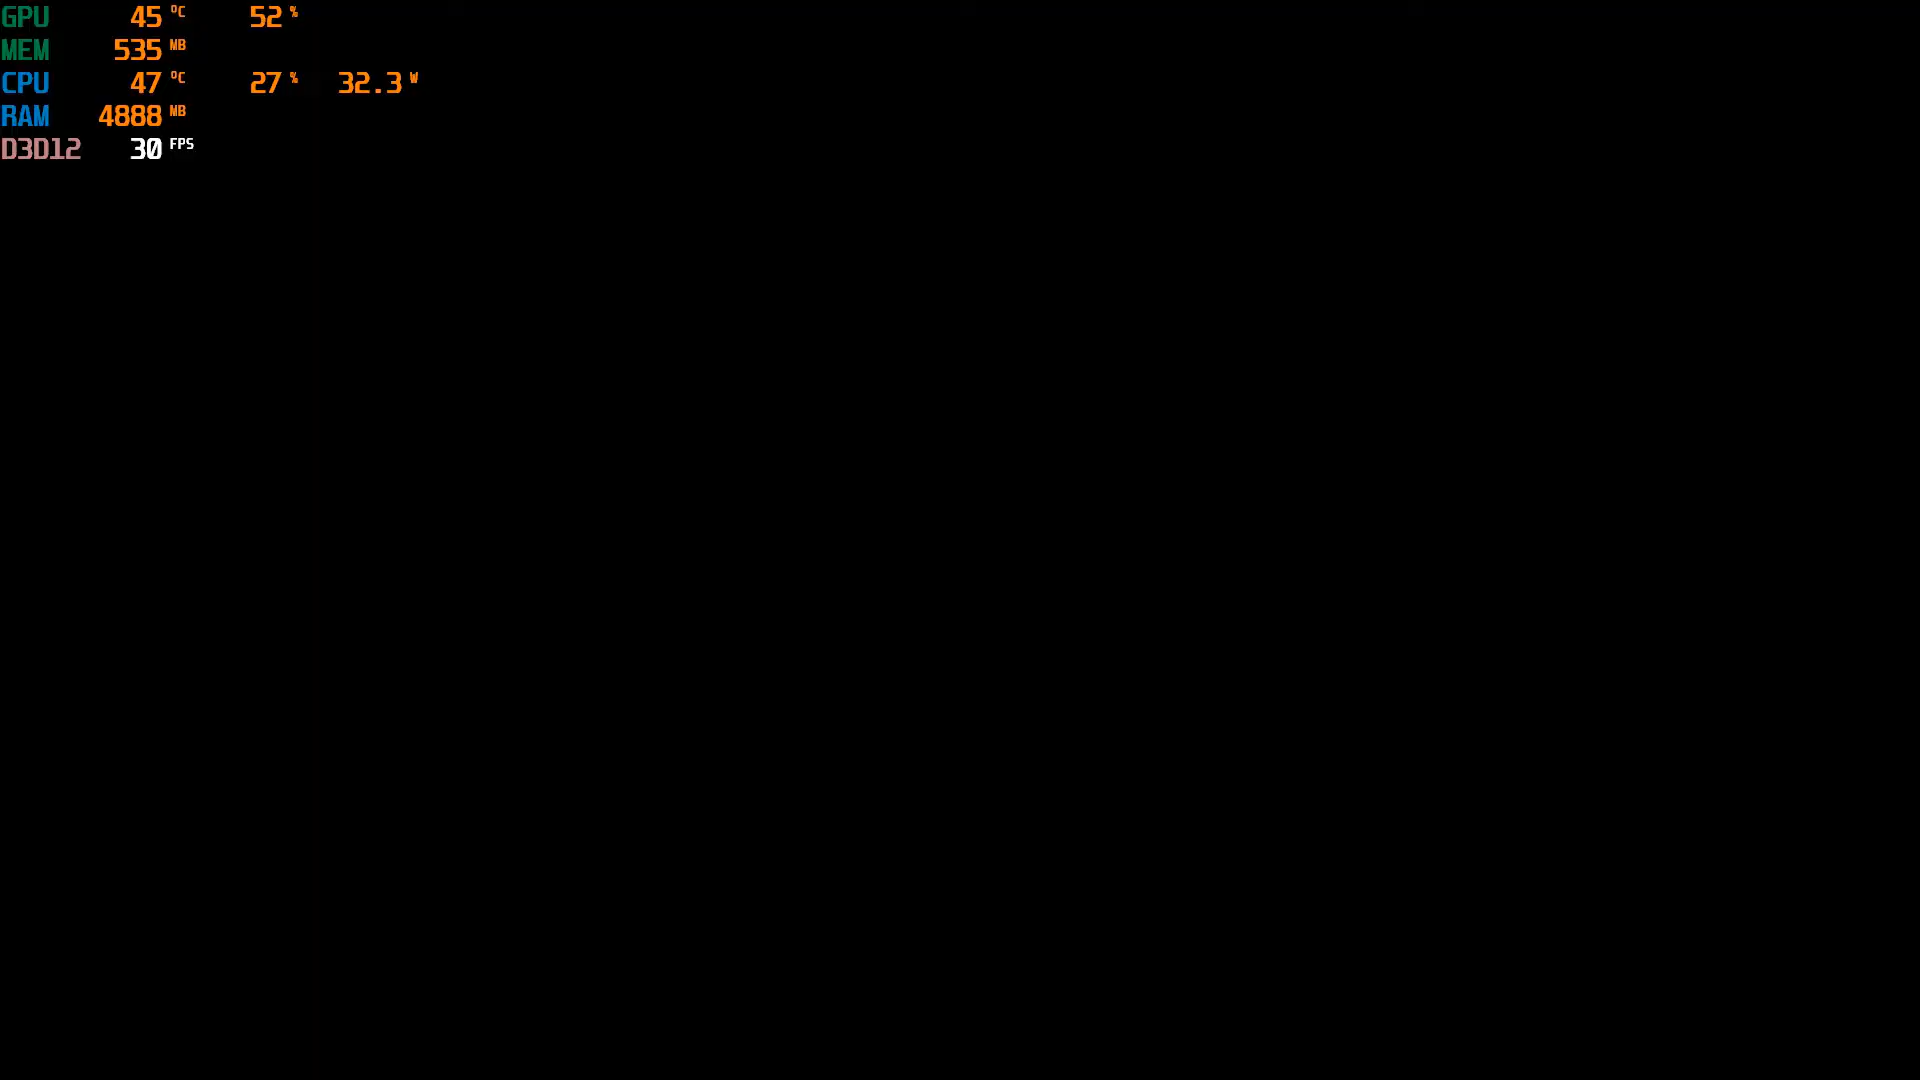 GPU 45 °C 52 %
MEM 535 MB
CPU 47 °C 27 % 32.3 W
RAM 4888 MB
D3D12 30 FPS